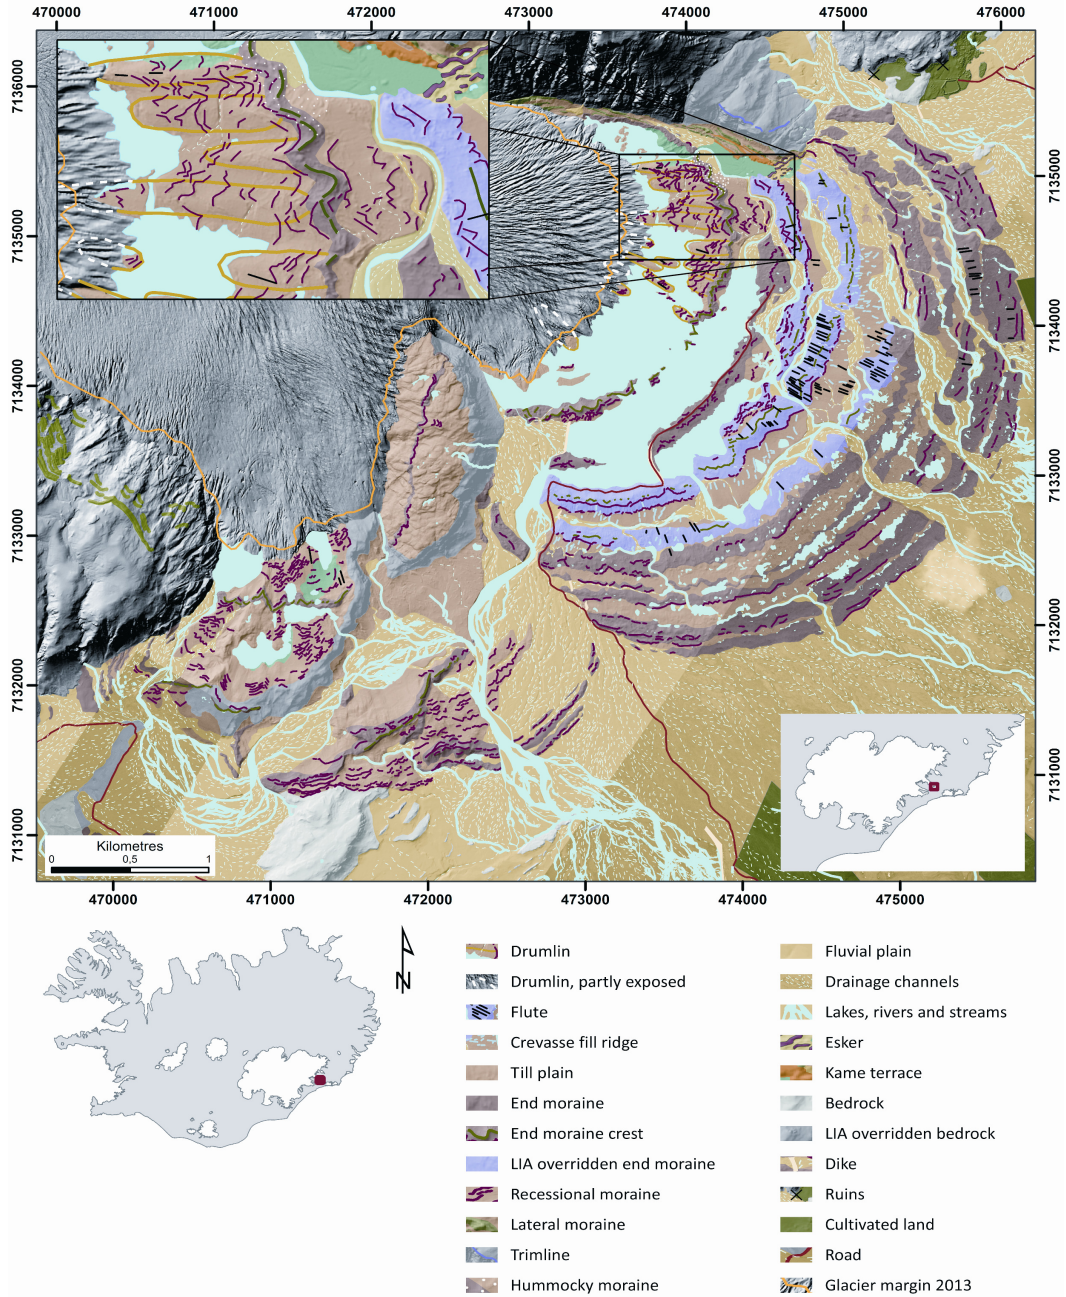 470000 471000 472000 473000 474000 475000 476000
7136000
7135000
7134000
7133000
7132000
7131000
7135000
7134000
7133000
7132000
7131000
Kilometres
0 0,5 1
470000 471000 472000 473000 474000 475000
N
Drumlin
Drumlin, partly exposed
Flute
Crevasse fill ridge
Till plain
End moraine
End moraine crest
LIA overridden end moraine
Recessional moraine
Lateral moraine
Trimline
Hummocky moraine
Fluvial plain
Drainage channels
Lakes, rivers and streams
Esker
Kame terrace
Bedrock
LIA overridden bedrock
Dike
Ruins
Cultivated land
Road
Glacier margin 2013